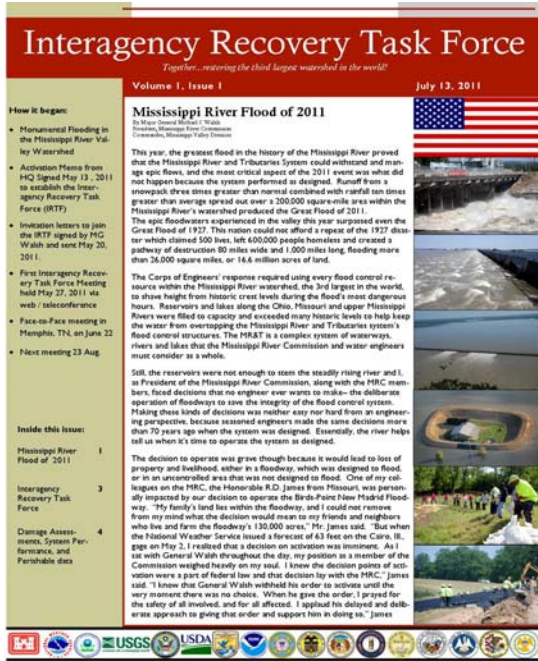 Interagency Recovery Task Force
Together...restoring the third largest watershed in the world!
Volume 1, Issue 1
July 13, 2011
How it began:
• Monumental Flooding in
the Mississippi River Val-
ley Watershed
• Activation Memo from
HQ Signed May 13 , 2011
to establish the Inter-
agency Recovery Task
Force (IRTF)
• Invitation letters to join
the IRTF signed by MG
Walsh and sent May 20,
2011.
• First Interagency Recov-
ery Task Force Meeting
held May 27, 2011 via
web / teleconference
• Face-to-Face meeting in
Memphis, TN, on June 22
• Next meeting 23 Aug.
Inside this issue:
Mississippi River
Flood of 2011
1
Interagency
Recovery Task
Force
3
Damage Assess-
ments, System Per-
formance, and
Perishable data
4
Mississippi River Flood of 2011
By Major General Michael J. Walsh
President, Mississippi River Commission
Commander, Mississippi Valley Division
This year, the greatest flood in the history of the Mississippi River proved
that the Mississippi River and Tributaries System could withstand and man-
age epic flows, and the most critical aspect of the 2011 event was what did
not happen because the system performed as designed. Runoff from a
snowpack three times greater than normal combined with rainfall ten times
greater than average spread out over a 200,000 square-mile area within the
Mississippi River's watershed produced the Great Flood of 2011.
The epic floodwaters experienced in the valley this year surpassed even the
Great Flood of 1927. This nation could not afford a repeat of the 1927 disas-
ter which claimed 500 lives, left 600,000 people homeless and created a
pathway of destruction 80 miles wide and 1,000 miles long, flooding more
than 26,000 square miles, or 16.6 million acres of land.
The Corps of Engineers' response required using every flood control re-
source within the Mississippi River watershed, the 3rd largest in the world,
to shave height from historic crest levels during the flood's most dangerous
hours. Reservoirs and lakes along the Ohio, Missouri and upper Mississippi
Rivers were filled to capacity and exceeded many historic levels to help keep
the water from overtopping the Mississippi River and Tributaries system's
flood control structures. The MR&T is a complex system of waterways,
rivers and lakes that the Mississippi River Commission and water engineers
must consider as a whole.
Still, the reservoirs were not enough to stem the steadily rising river and I,
as President of the Mississippi River Commission, along with the MRC mem-
bers, faced decisions that no engineer ever wants to make– the deliberate
operation of floodways to save the integrity of the flood control system.
Making these kinds of decisions was neither easy nor hard from an engineer-
ing perspective, because seasoned engineers made the same decisions more
than 70 years ago when the system was designed. Essentially, the river helps
tell us when it's time to operate the system as designed.
The decision to operate was grave though because it would lead to loss of
property and livelihood, either in a floodway, which was designed to flood,
or in an uncontrolled area that was not designed to flood. One of my col-
leagues on the MRC, the Honorable R.D. James from Missouri, was person-
ally impacted by our decision to operate the Birds-Point New Madrid Flood-
way. "My family's land lies within the floodway, and I could not remove
from my mind what the decision would mean to my friends and neighbors
who live and farm the floodway's 130,000 acres," Mr. James said. "But when
the National Weather Service issued a forecast of 63 feet on the Cairo, Ill.,
gage on May 2, I realized that a decision on activation was imminent. As I
sat with General Walsh throughout the day, my position as a member of the
Commission weighed heavily on my soul. I knew the decision points of acti-
vation were a part of federal law and that decision lay with the MRC," James
said. "I know that General Walsh withheld his order to activate until the
very moment there was no choice. When he gave the order, I prayed for
the safety of all involved, and for all affected. I applaud his delayed and delib-
erate approach to giving that order and support him in doing so," James
USGS
USDA
NOAA